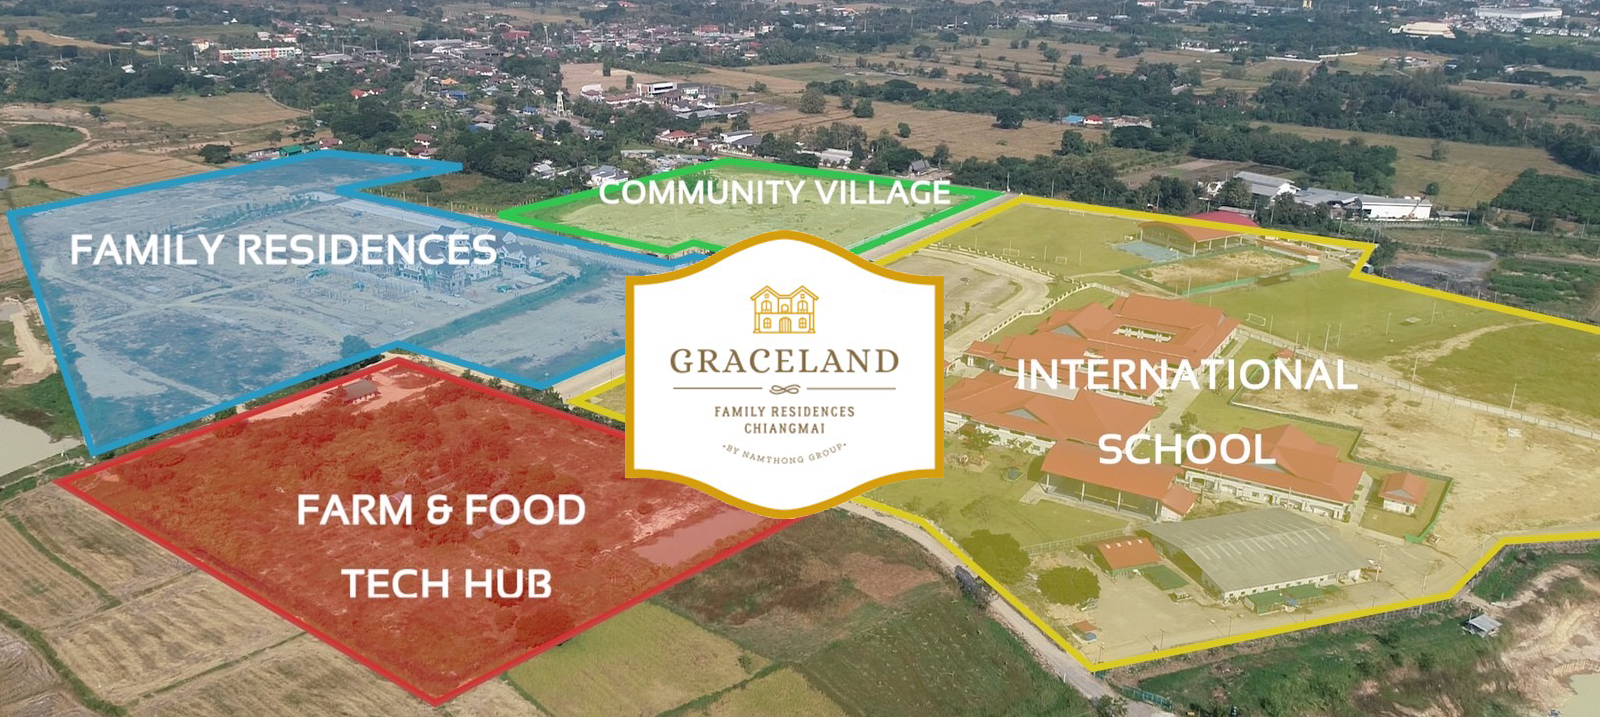 COMMUNITY VILLAGE
FAMILY RESIDENCES
GRACELAND
FAMILY RESIDENCES
CHIANGMAI
•BY NAMTHONG GROUP•
INTERNATIONAL
SCHOOL
FARM & FOOD
TECH HUB